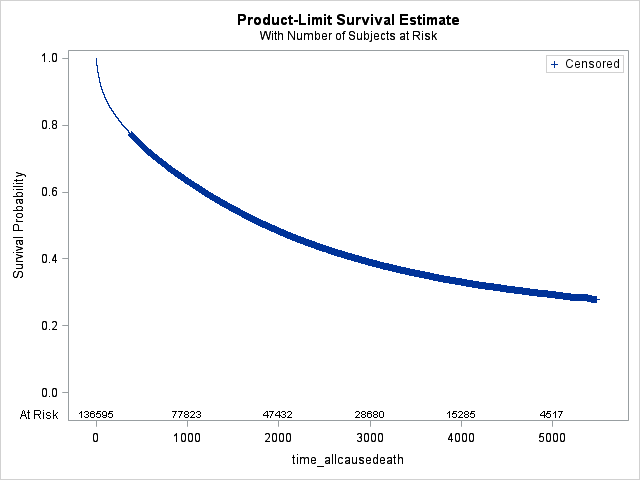 Product-Limit Survival Estimate
With Number of Subjects at Risk
+ Censored
1.0
0.8
0.6
0.4
0.2
0.0
Survival Probability
At Risk 136595 77823 47432 28680 15285 4517
0 1000 2000 3000 4000 5000
time_allcausedeath